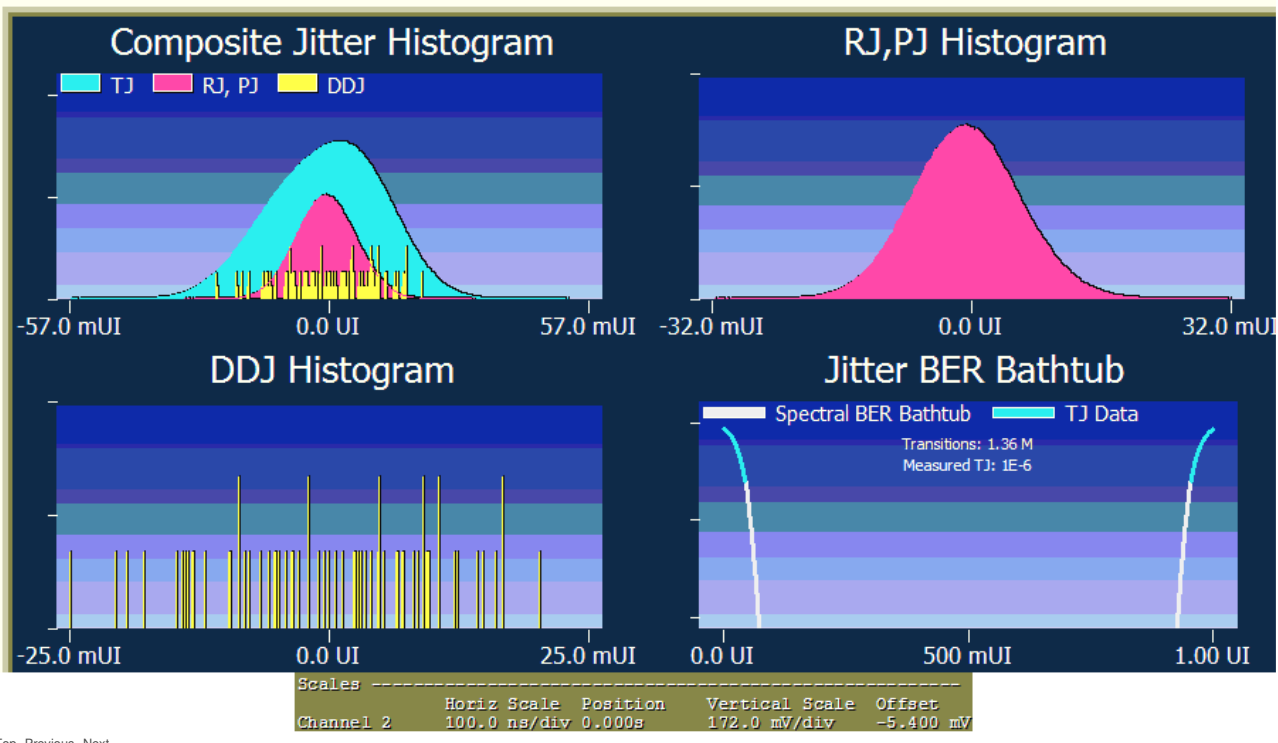 Composite Jitter Histogram
TJ RJ, PJ DDJ
-57.0 mUI 0.0 UI 57.0 mUI
RJ,PJ Histogram
-32.0 mUI 0.0 UI 32.0 mUI
DDJ Histogram
-25.0 mUI 0.0 UI 25.0 mUI
Jitter BER Bathtub
Spectral BER Bathtub TJ Data
Transitions: 1.36 M
Measured TJ: 1E-6
0.0 UI 500 mUI 1.00 UI
Scales
Horiz Scale Position Vertical Scale Offset
Channel 2 100.0 ns/div 0.000s 172.0 mV/div -5.400 mV
Previous Next